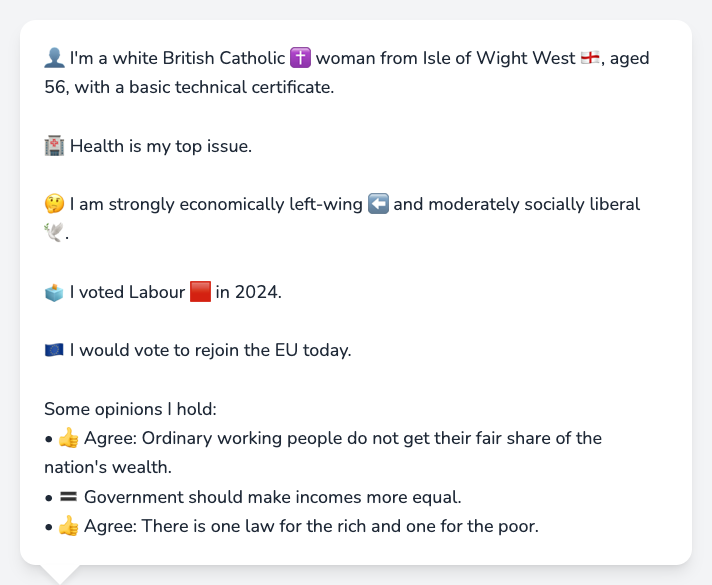 👤 I'm a white British Catholic ✝️ woman from Isle of Wight West 🏴󠁧󠁢󠁥󠁮󠁧󠁿, aged
56, with a basic technical certificate.
🏥 Health is my top issue.
🤔 I am strongly economically left-wing ⬅️ and moderately socially liberal
🕊️.
🗳️ I voted Labour 🟥 in 2024.
🇪🇺 I would vote to rejoin the EU today.
Some opinions I hold:
• 👍 Agree: Ordinary working people do not get their fair share of the
nation's wealth.
• 🟰 Government should make incomes more equal.
• 👍 Agree: There is one law for the rich and one for the poor.